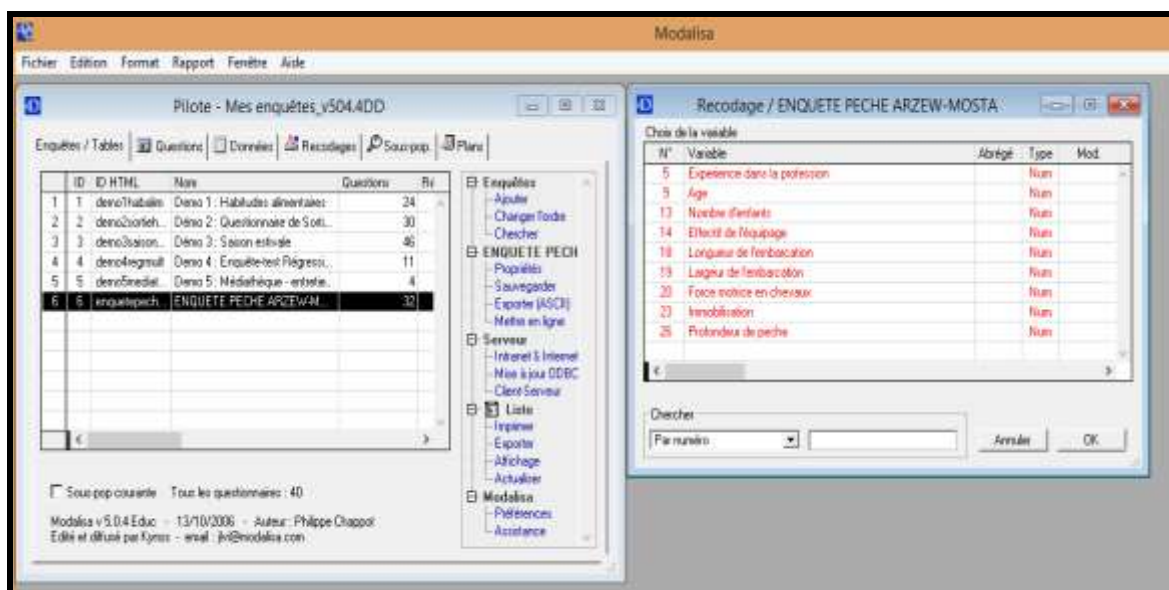 Modalisa
Fichier Edition Format Rapport Fenêtre Aide
Pilote - Mes enquêtes_v504.4DD
Enquêtes / Tables Questions Données Recodages Sous-pop. Plans
ID ID HTML Nom Questions Ré
1 1 demo1habalim Démo 1 : Habitudes alimentaires 24
2 2 demo2sortieh... Démo 2 : Questionnaire de Sorti... 30
3 3 demo3saison... Démo 3 : Saison estivale 46
4 4 demo4regmult Demo 4 : Enquête-test Régressi... 11
5 5 demo5mediat... Demo 5 : Médiathèque - entretie... 4
6 6 enquetepech... ENQUETE PECHE ARZEW-M... 32
Enquêtes
Ajouter
Changer l'ordre
Chercher
ENQUETE PECH
Propriétés
Sauvegarder
Exporter (ASCII)
Mettre en ligne
Serveur
Intranet & Internet
Mise à jour ODBC
Client Serveur
Liste
Imprimer
Exporter
Affichage
Actualiser
Modalisa
Préférences
Assistance
Sous pop courante Tous les questionnaires : 40
Modalisa v 5.0.4 Educ - 13/10/2006 - Auteur : Philippe Chappot
Edité et diffusé par Kynos - email : jlvl@modalisa.com
Recodage / ENQUETE PECHE ARZEW-MOSTA
Choix de la variable
N° Variable Abrégé Type Mod.
5 Expérience dans la profession Num
9 Age Num
13 Nombre d'enfants Num
14 Effectif de l'équipage Num
18 Longueur de l'embarcation Num
19 Largeur de l'embarcation Num
20 Force motrice en chevaux Num
23 Immobilisation Num
26 Profondeur de peche Num
Chercher
Par numéro Annuler OK